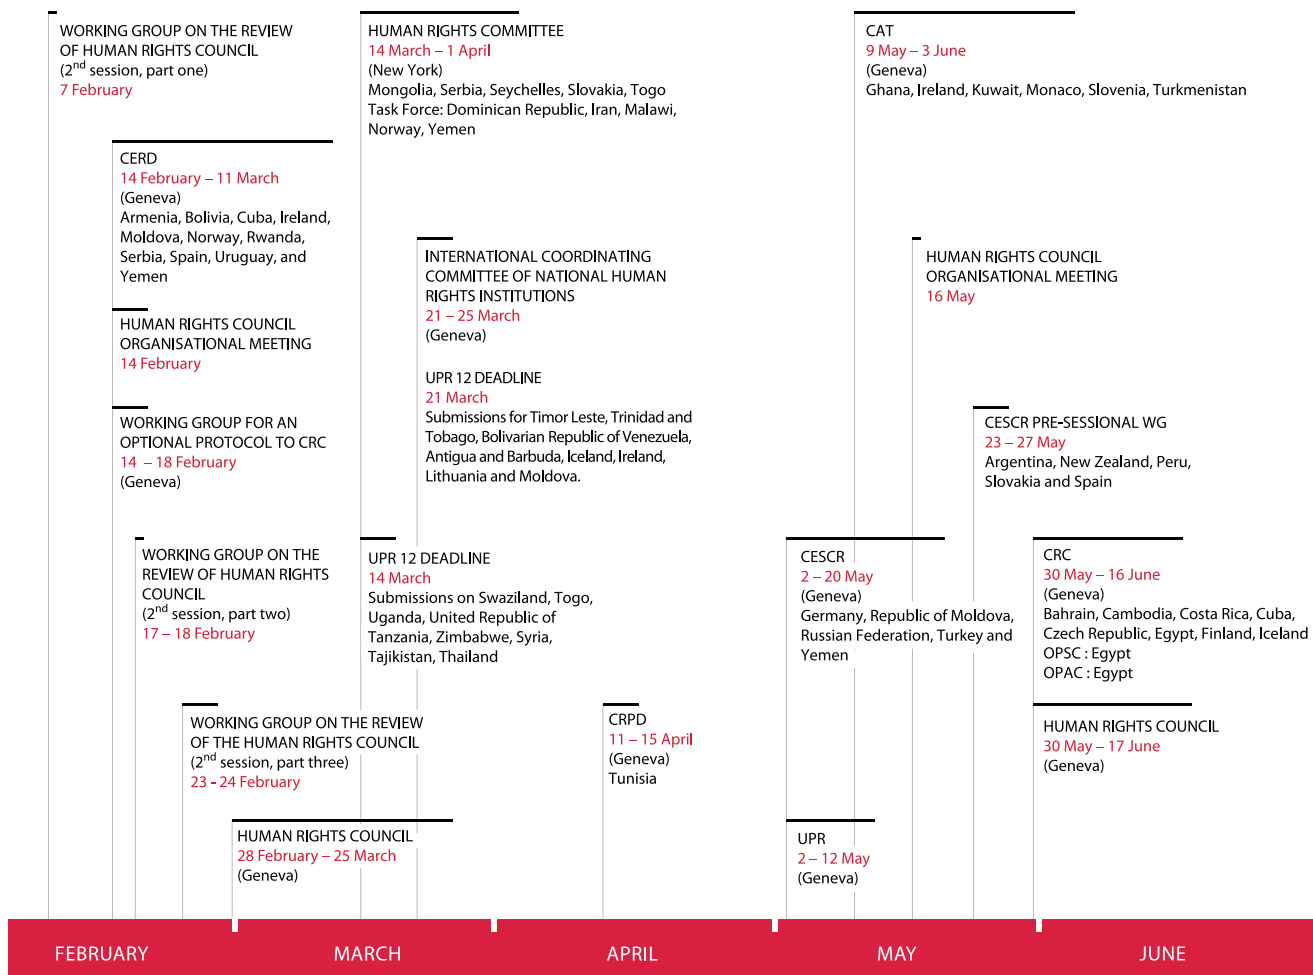 WORKING GROUP ON THE REVIEW
OF HUMAN RIGHTS COUNCIL
(2nd session, part one)
7 February
CERD
14 February – 11 March
(Geneva)
Armenia, Bolivia, Cuba, Ireland,
Moldova, Norway, Rwanda,
Serbia, Spain, Uruguay, and
Yemen
HUMAN RIGHTS COUNCIL
ORGANISATIONAL MEETING
14 February
WORKING GROUP FOR AN
OPTIONAL PROTOCOL TO CRC
14 – 18 February
(Geneva)
WORKING GROUP ON THE
REVIEW OF HUMAN RIGHTS
COUNCIL
(2nd session, part two)
17 – 18 February
WORKING GROUP ON THE REVIEW
OF THE HUMAN RIGHTS COUNCIL
(2nd session, part three)
23 - 24 February
HUMAN RIGHTS COUNCIL
28 February – 25 March
(Geneva)
HUMAN RIGHTS COMMITTEE
14 March – 1 April
(New York)
Mongolia, Serbia, Seychelles, Slovakia, Togo
Task Force: Dominican Republic, Iran, Malawi,
Norway, Yemen
INTERNATIONAL COORDINATING
COMMITTEE OF NATIONAL HUMAN
RIGHTS INSTITUTIONS
21 – 25 March
(Geneva)
UPR 12 DEADLINE
21 March
Submissions for Timor Leste, Trinidad and
Tobago, Bolivarian Republic of Venezuela,
Antigua and Barbuda, Iceland, Ireland,
Lithuania and Moldova.
UPR 12 DEADLINE
14 March
Submissions on Swaziland, Togo,
Uganda, United Republic of
Tanzania, Zimbabwe, Syria,
Tajikistan, Thailand
CRPD
11 – 15 April
(Geneva)
Tunisia
CAT
9 May – 3 June
(Geneva)
Ghana, Ireland, Kuwait, Monaco, Slovenia, Turkmenistan
HUMAN RIGHTS COUNCIL
ORGANISATIONAL MEETING
16 May
CESCR PRE-SESSIONAL WG
23 – 27 May
Argentina, New Zealand, Peru,
Slovakia and Spain
CESCR
2 – 20 May
(Geneva)
Germany, Republic of Moldova,
Russian Federation, Turkey and
Yemen
CRC
30 May – 16 June
(Geneva)
Bahrain, Cambodia, Costa Rica, Cuba,
Czech Republic, Egypt, Finland, Iceland
OPSC : Egypt
OPAC : Egypt
HUMAN RIGHTS COUNCIL
30 May – 17 June
(Geneva)
UPR
2 – 12 May
(Geneva)
FEBRUARY
MARCH
APRIL
MAY
JUNE